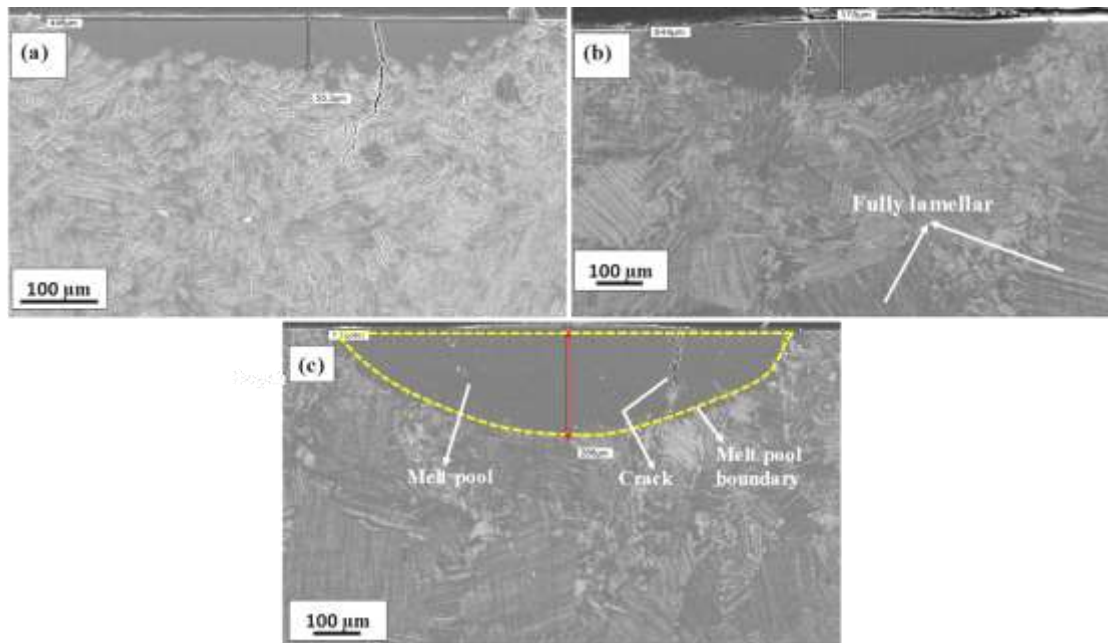 (a)
100 μm
(b)
Fully lamellar
100 μm
(c)
Melt pool
Crack
Melt pool
boundary
100 μm